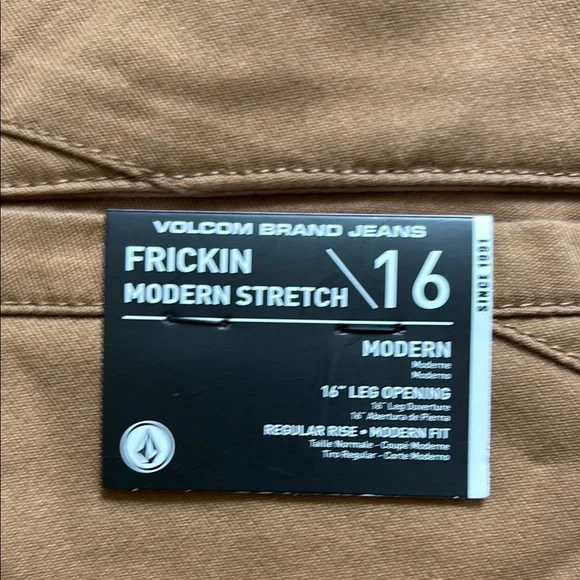 VOLCOM BRAND JEANS
FRICKIN
MODERN STRETCH \16
SINCE 1991
MODERN
Moderne
Moderno
16" LEG OPENING
16" Leg Ouverture
16" Abertura de Pierna
REGULAR RISE • MODERN FIT
Taille Normale - Coupé Moderne
Tiro Regular - Corte Moderno